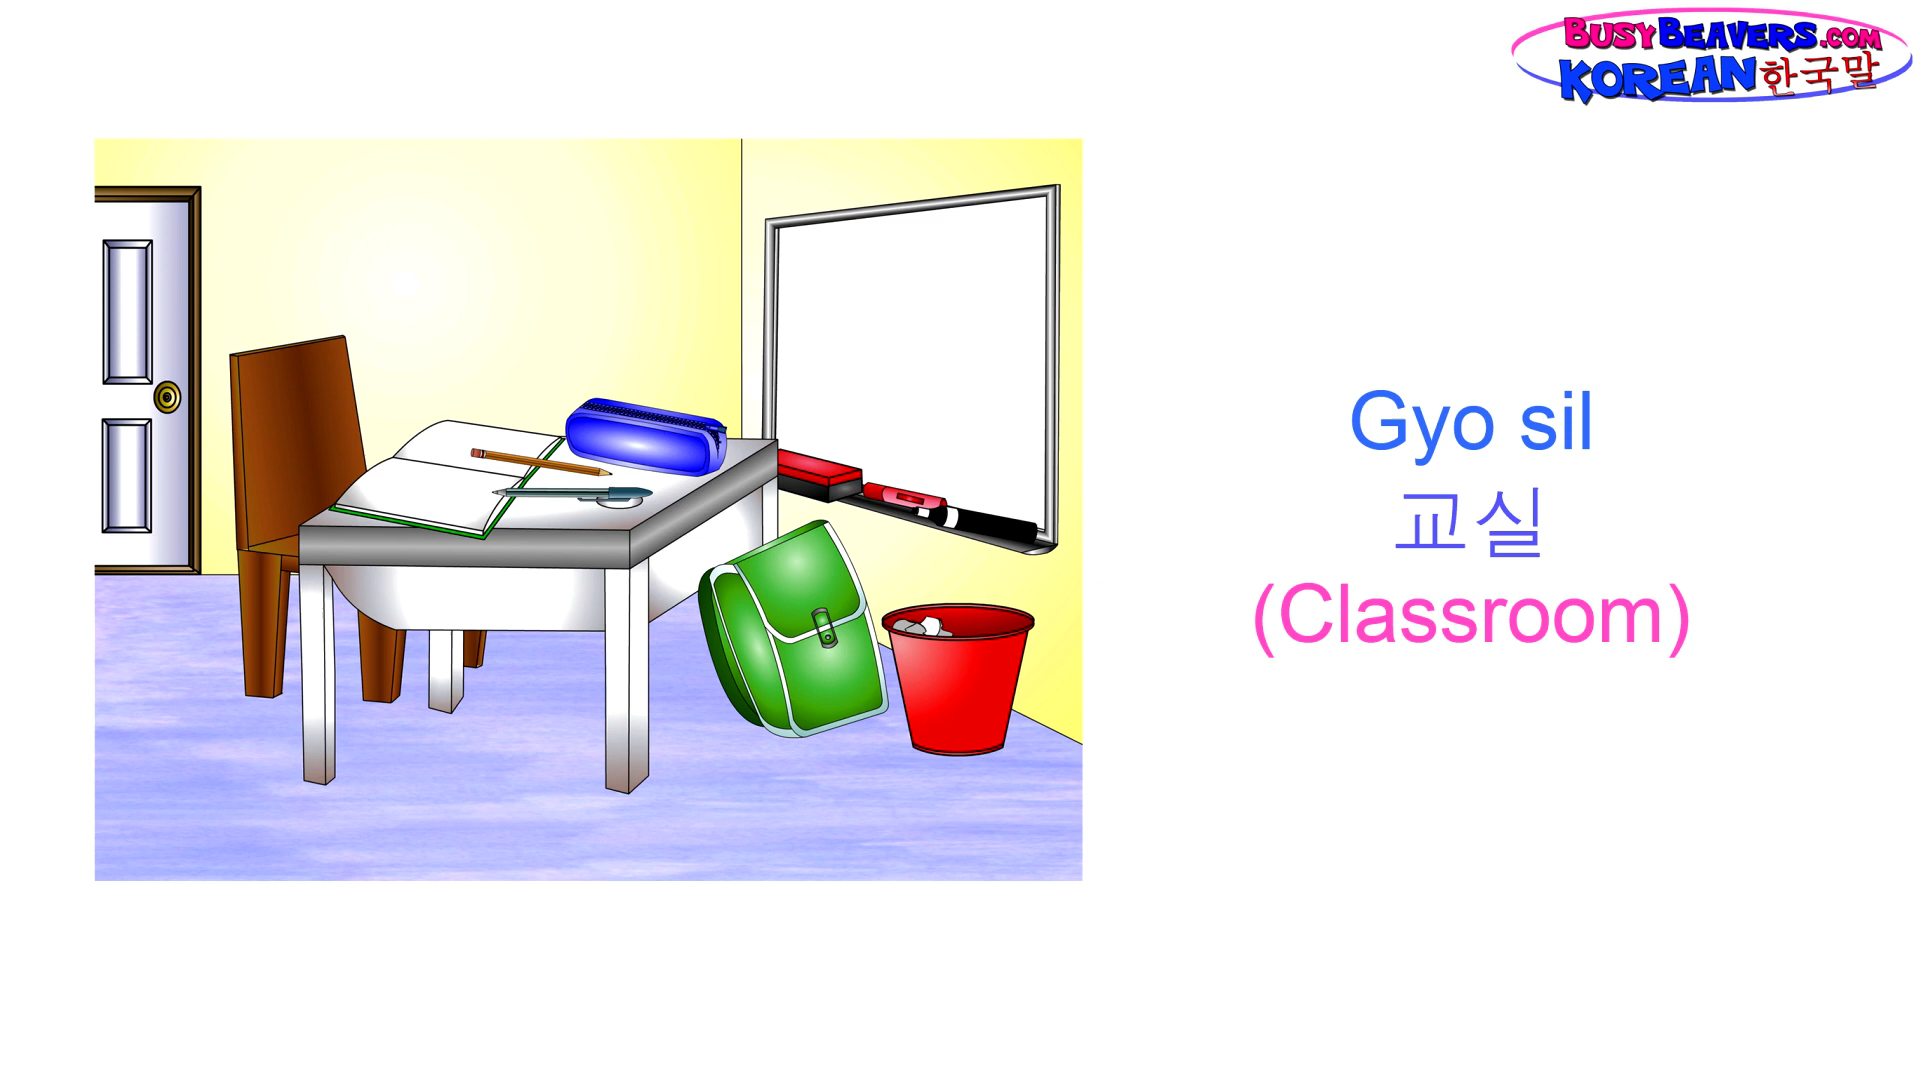 BUSYBEAVERS.COM
KOREAN한국말
Gyo sil
교실
(Classroom)